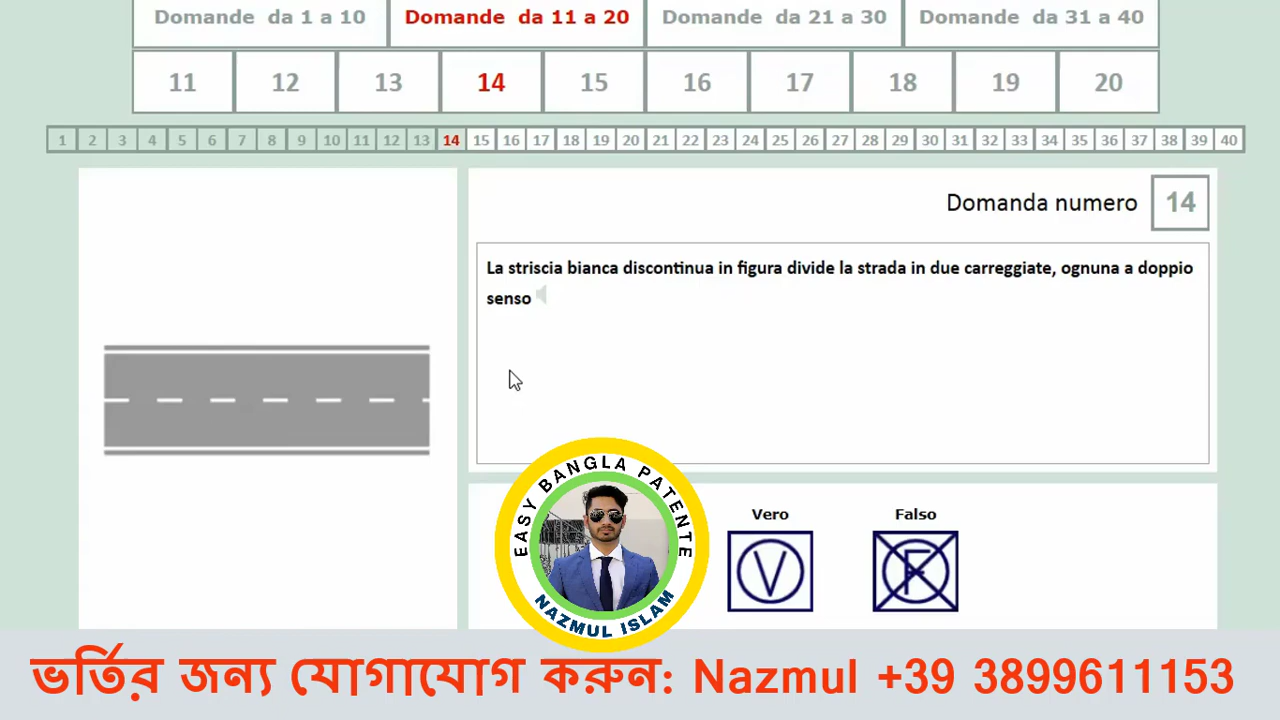 Domande da 1 a 10 Domande da 11 a 20 Domande da 21 a 30 Domande da 31 a 40
11 12 13 14 15 16 17 18 19 20
1 2 3 4 5 6 7 8 9 10 11 12 13 14 15 16 17 18 19 20 21 22 23 24 25 26 27 28 29 30 31 32 33 34 35 36 37 38 39 40
Domanda numero 14
La striscia bianca discontinua in figura divide la strada in due carreggiate, ognuna a doppio
senso
EASY BANGLA PATENTE
NAZMUL ISLAM
Vero Falso
V F
ভর্তির জন্য যোগাযোগ করুন: Nazmul +39 3899611153